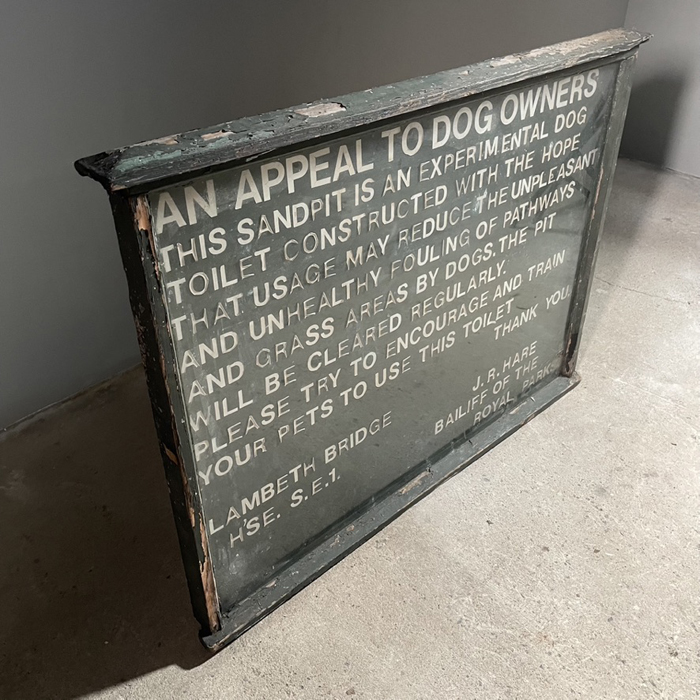 AN APPEAL TO DOG OWNERS
THIS SANDPIT IS AN EXPERIMENTAL DOG
TOILET CONSTRUCTED WITH THE HOPE
THAT USAGE MAY REDUCE THE UNPLEASANT
AND UNHEALTHY FOULING OF PATHWAYS
AND GRASS AREAS BY DOGS. THE PIT
WILL BE CLEARED REGULARLY.
PLEASE TRY TO ENCOURAGE AND TRAIN
YOUR PETS TO USE THIS TOILET
THANK YOU.
J. R. HARE
BAILIFF OF THE
ROYAL PARKS
LAMBETH BRIDGE
H'SE. S.E.1.